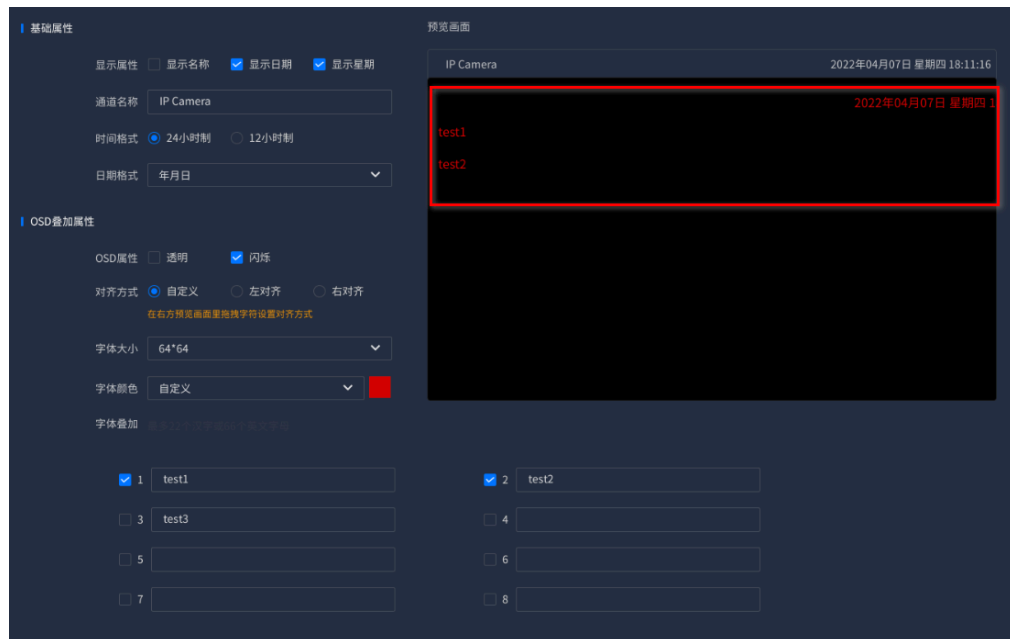 基础属性
预览画面
显示属性 显示名称 显示日期 显示星期
IP Camera 2022年04月07日 星期四 18:11:16
通道名称 IP Camera
2022年04月07日 星期四 1
时间格式 24小时制 12小时制
test1
日期格式 年月日
test2
OSD叠加属性
OSD属性 透明 闪烁
对齐方式 自定义 左对齐 右对齐
在右方预览画面里拖拽字符设置对齐方式
字体大小 64*64
字体颜色 自定义
字体叠加
1 test1
2 test2
3 test3
4
5
6
7
8